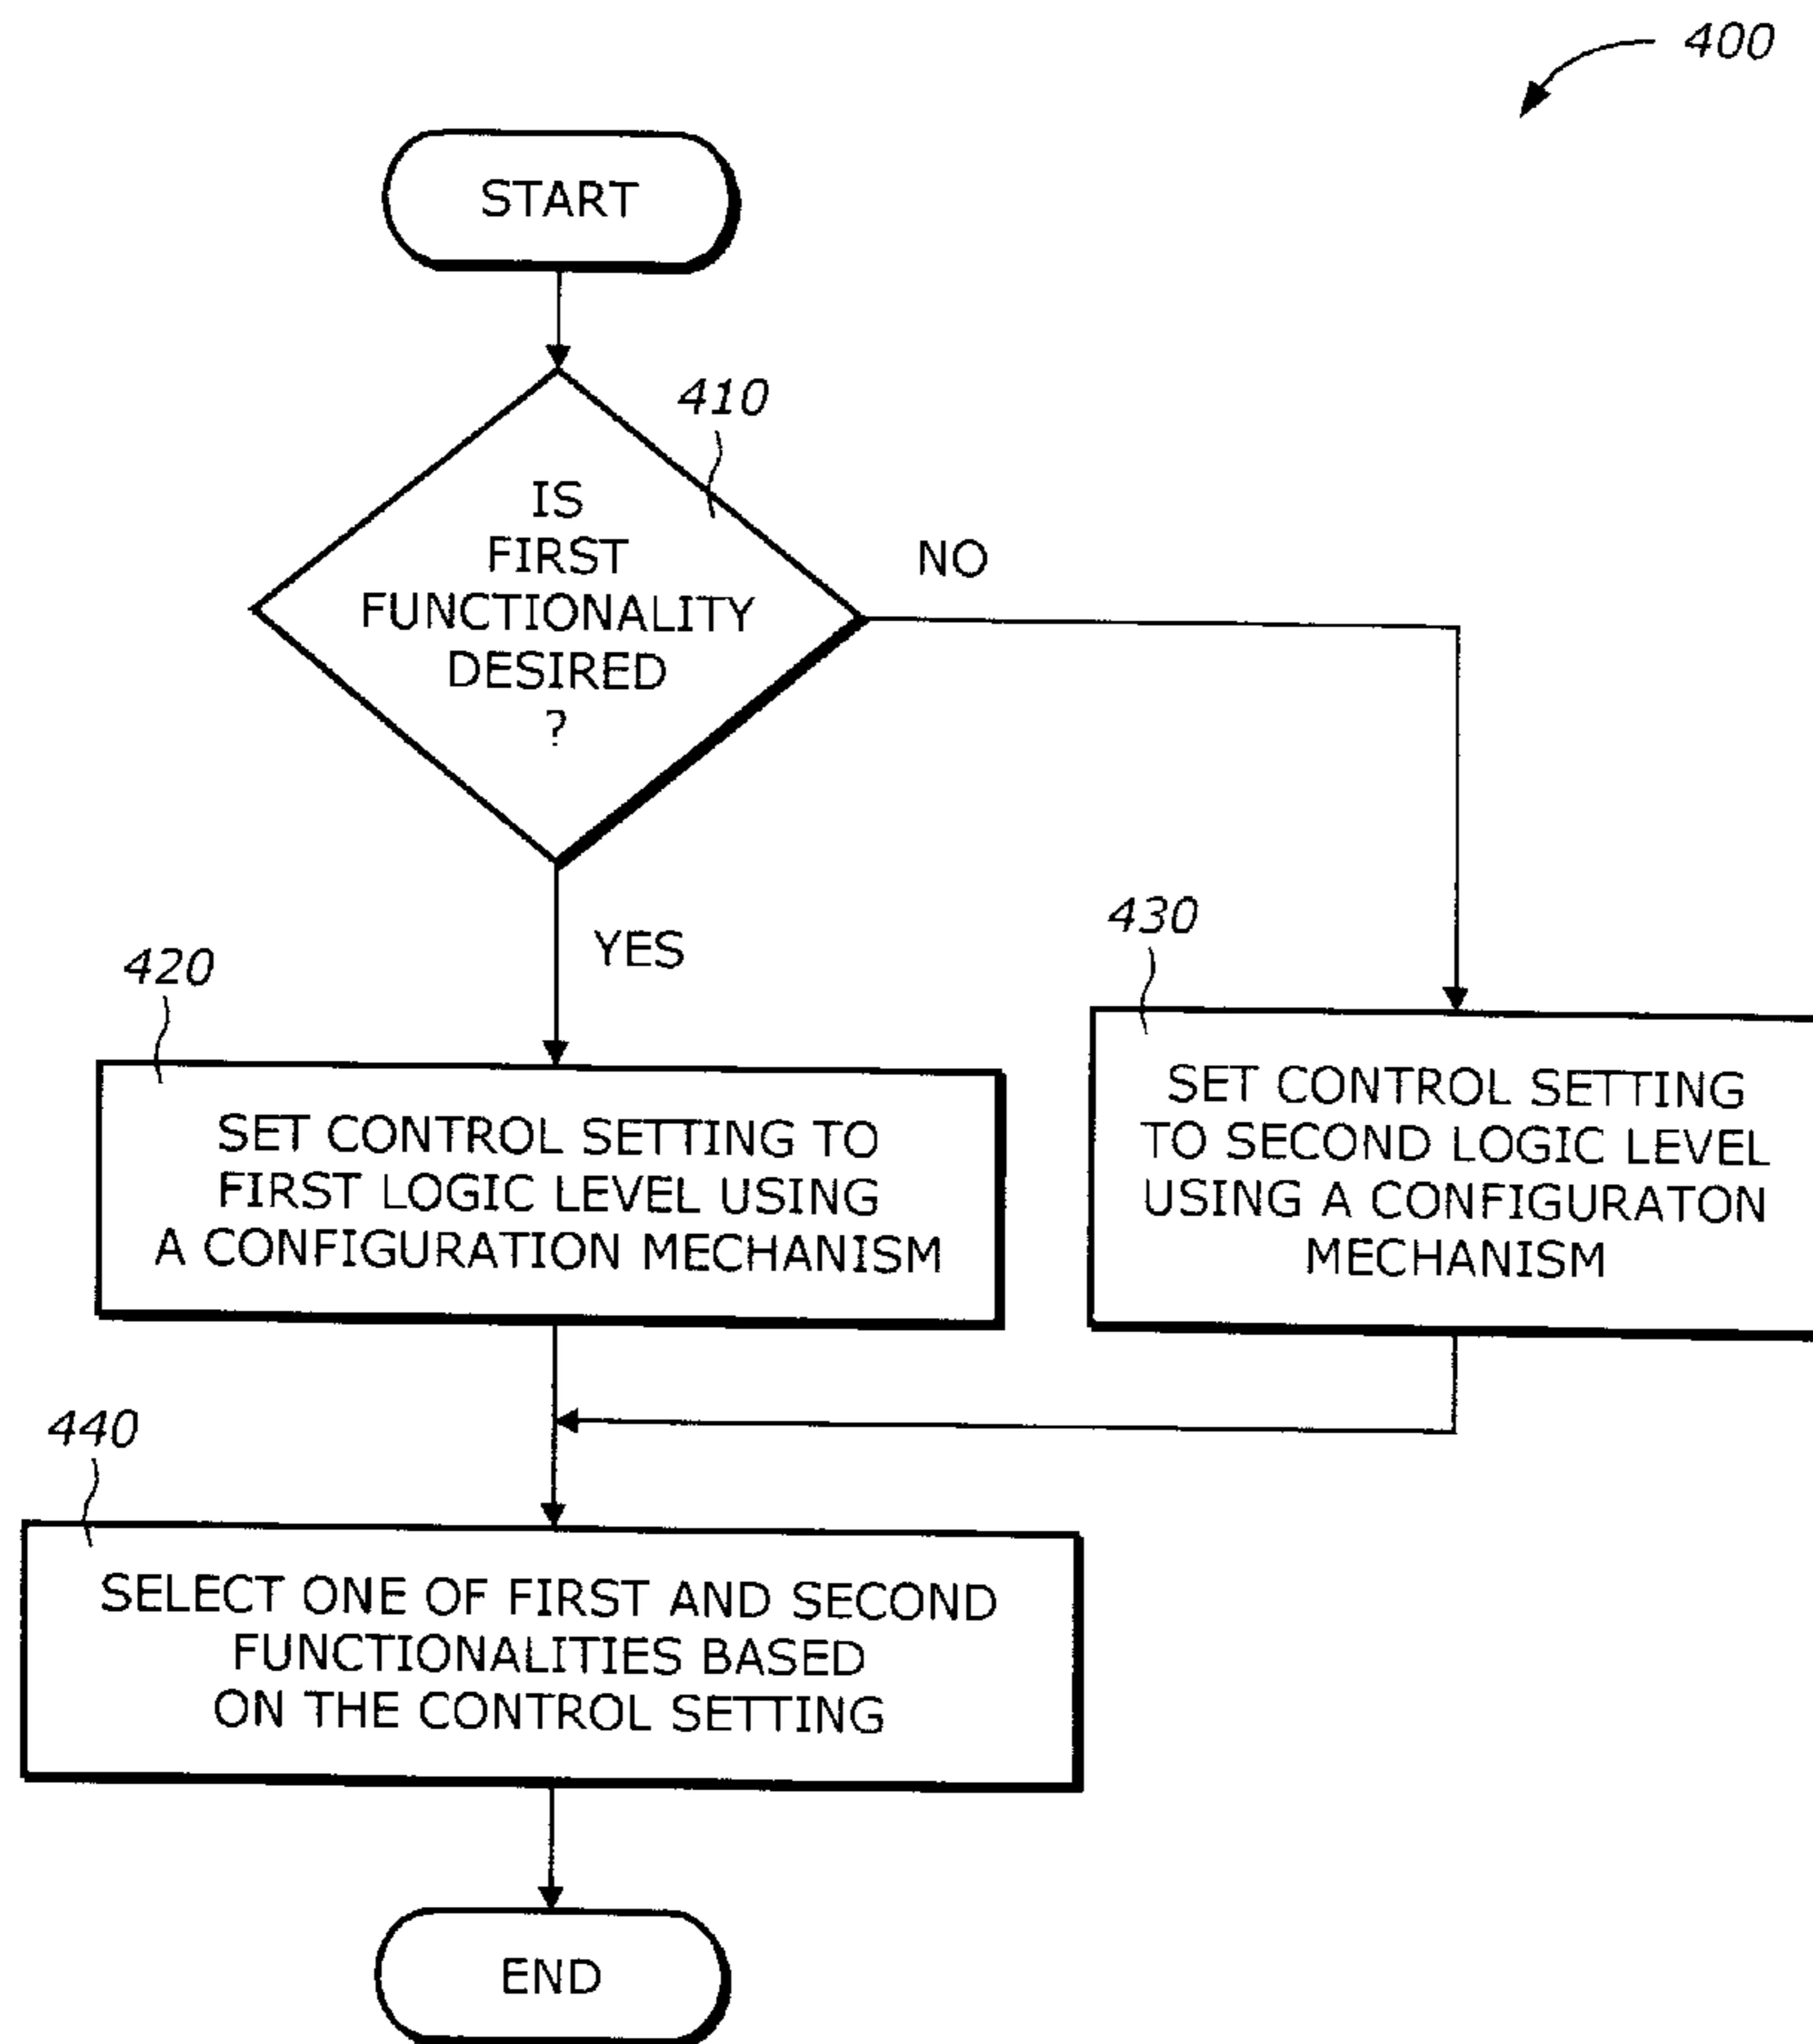 400
START
410
IS
FIRST
FUNCTIONALITY
DESIRED
?
NO
YES
420
SET CONTROL SETTING TO
FIRST LOGIC LEVEL USING
A CONFIGURATION MECHANISM
430
SET CONTROL SETTING
TO SECOND LOGIC LEVEL
USING A CONFIGURATON
MECHANISM
440
SELECT ONE OF FIRST AND SECOND
FUNCTIONALITIES BASED
ON THE CONTROL SETTING
END